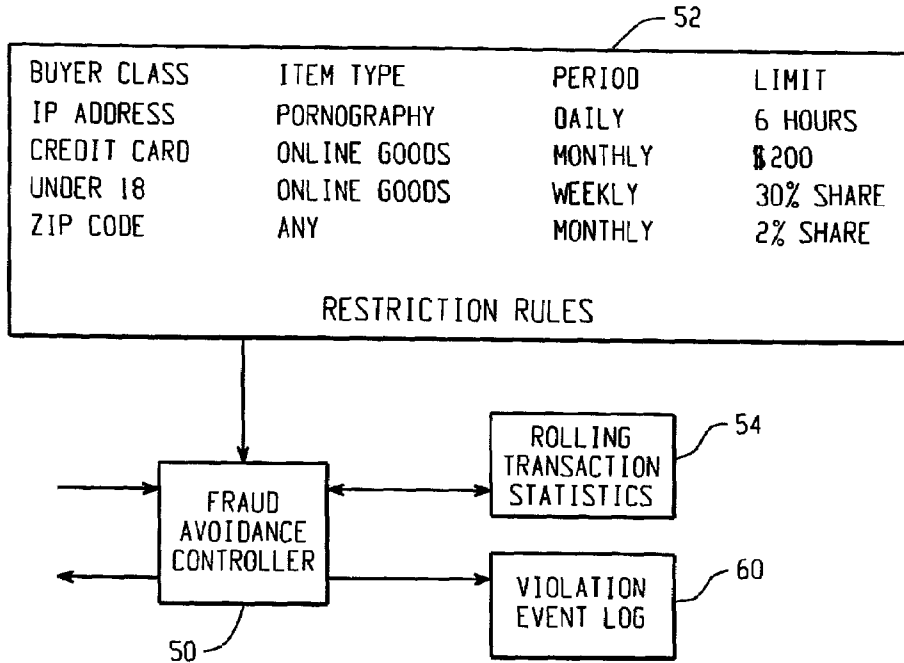 52
BUYER CLASS ITEM TYPE PERIOD LIMIT
IP ADDRESS PORNOGRAPHY DAILY 6 HOURS
CREDIT CARD ONLINE GOODS MONTHLY $200
UNDER 18 ONLINE GOODS WEEKLY 30% SHARE
ZIP CODE ANY MONTHLY 2% SHARE
RESTRICTION RULES
ROLLING
TRANSACTION
STATISTICS
54
FRAUD
AVOIDANCE
CONTROLLER
50
VIOLATION
EVENT LOG
60